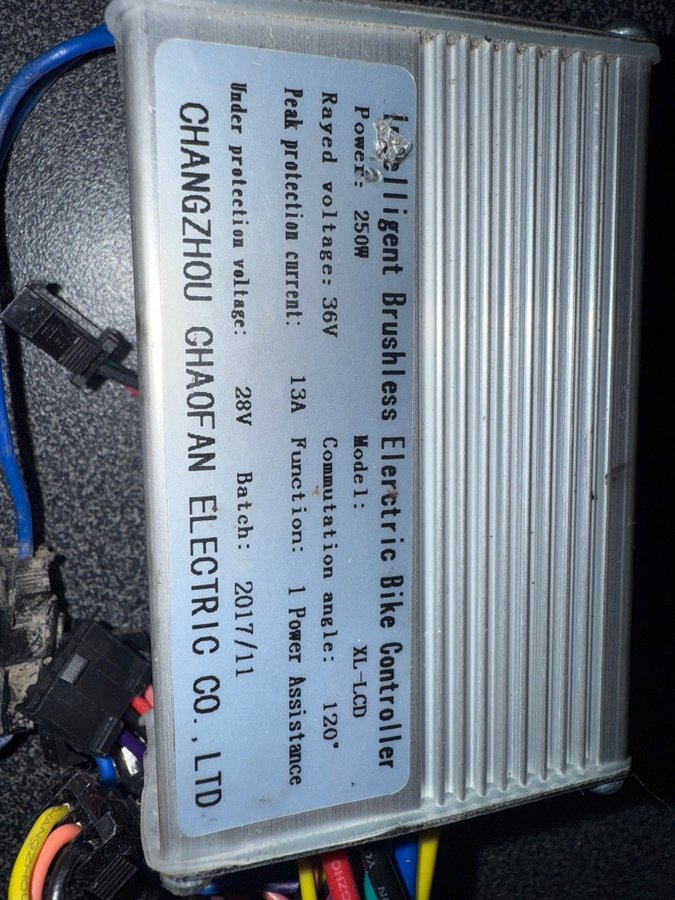 Intelligent Brushless Elerctric Bike Controller
Power: 250W Model: XL-LCD
Rayed voltage: 36V Commutation angle: 120°
Peak protection current: 13A Function: 1 Power Assistance
Under protection voltage: 28V Batch: 2017/11
CHANGZHOU CHAOFAN ELECTRIC CO., LTD